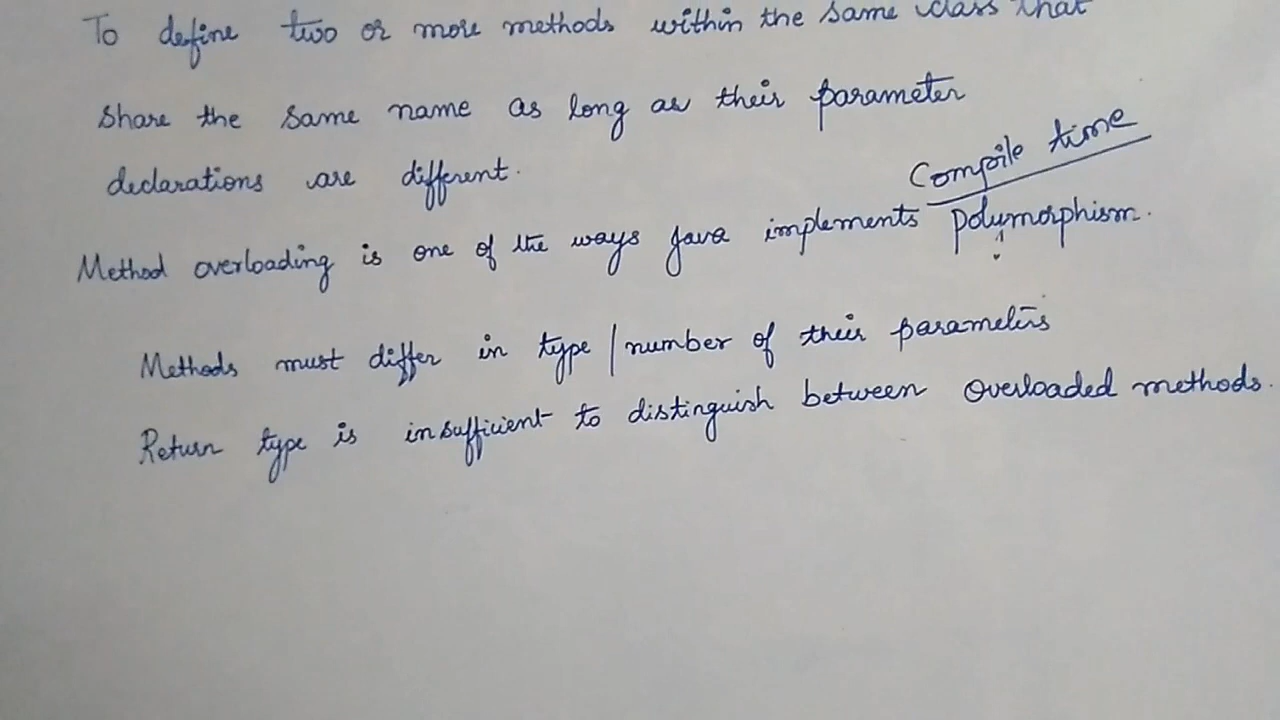 To define two or more methods within the same class that
share the same name as long as their parameter
declarations are different.
Compile time
Method overloading is one of the ways Java implements polymorphism.
Methods must differ in type / number of their parameters
Return type is insufficient to distinguish between overloaded methods.